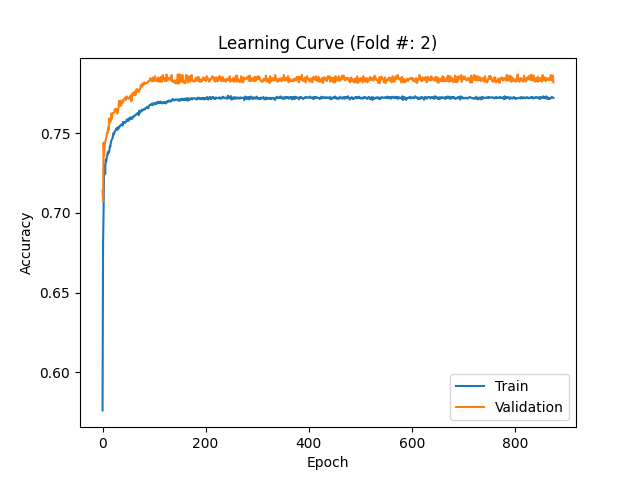 Learning Curve (Fold #: 2)
Accuracy
0.75
0.70
0.65
0.60
0
200
400
600
800
Epoch
Train
Validation